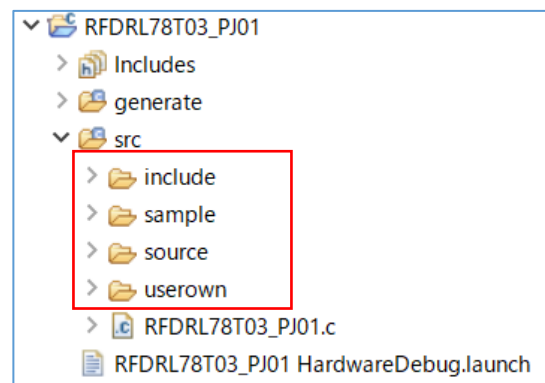 RFDRL78T03_PJ01
Includes
generate
src
include
sample
source
userown
RFDRL78T03_PJ01.c
RFDRL78T03_PJ01 HardwareDebug.launch